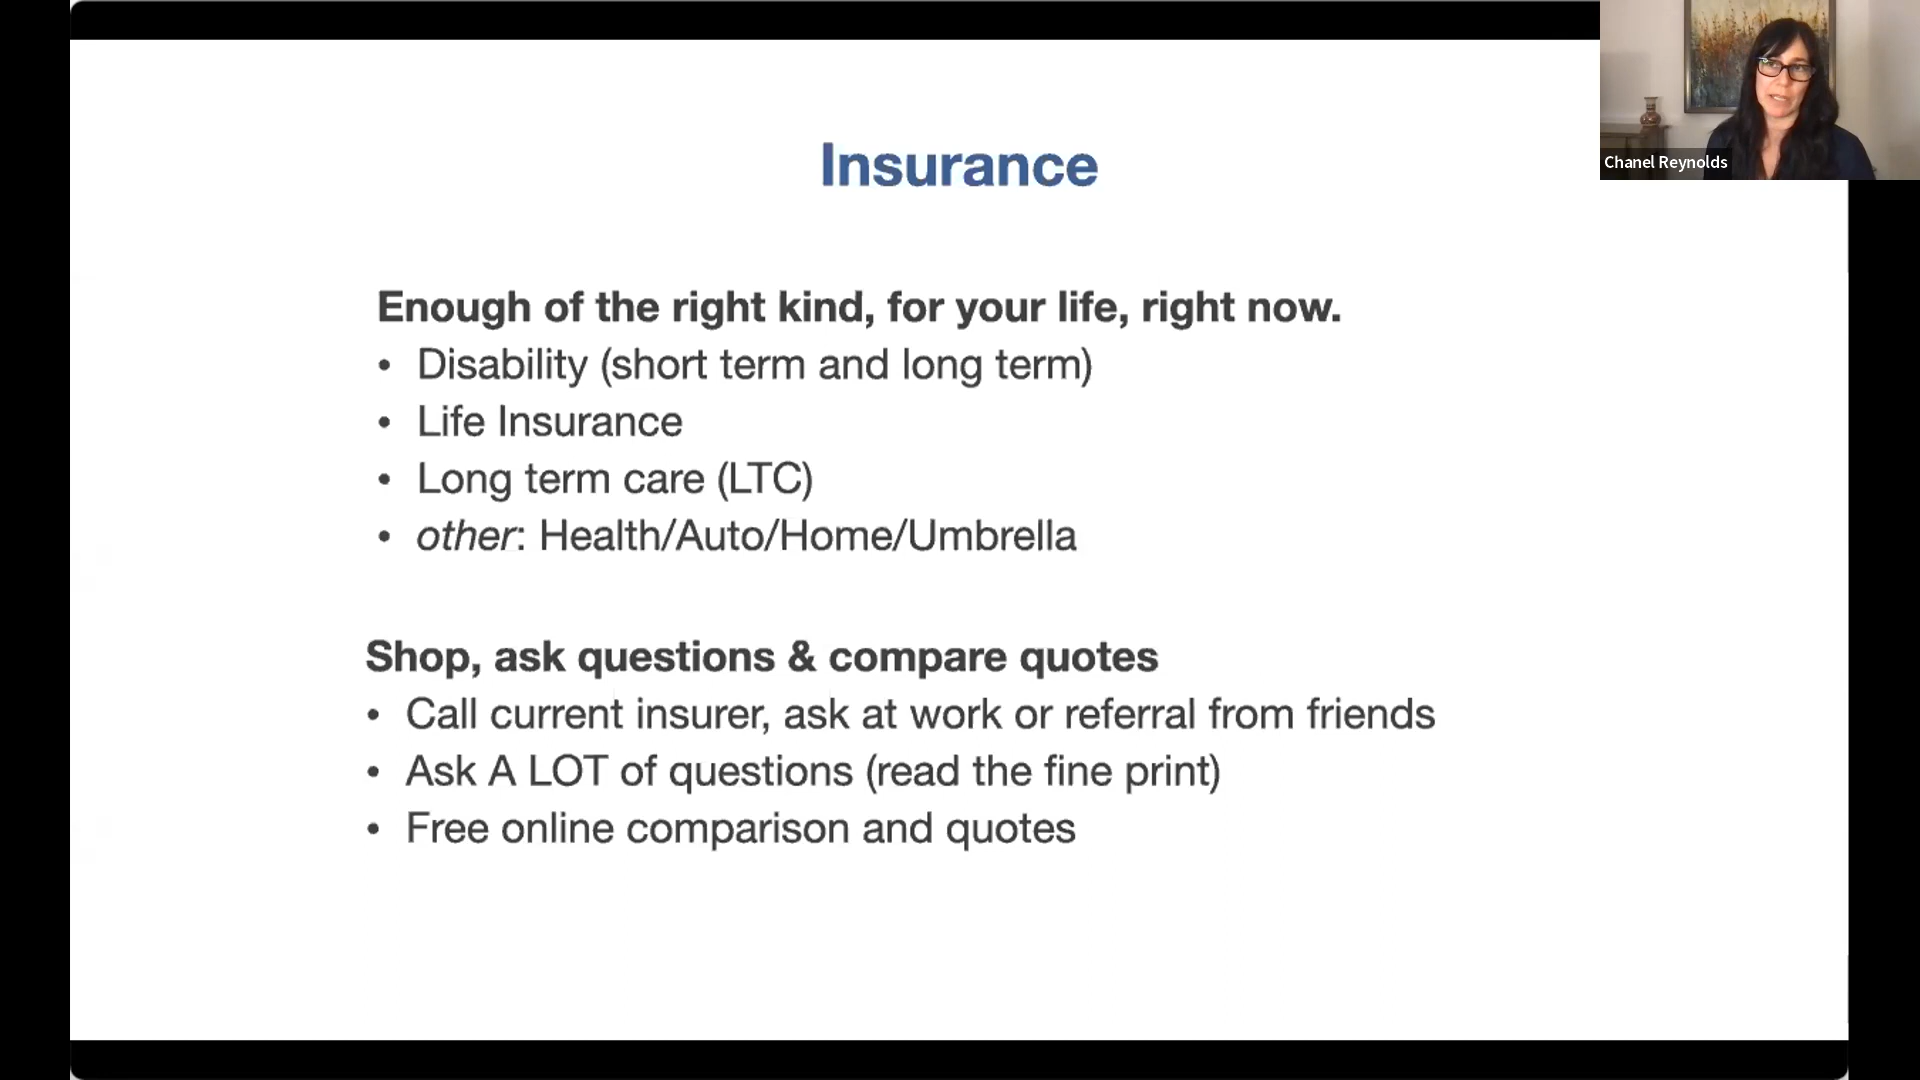 Insurance
Enough of the right kind, for your life, right now.
• Disability (short term and long term)
• Life Insurance
• Long term care (LTC)
• other: Health/Auto/Home/Umbrella
Shop, ask questions & compare quotes
• Call current insurer, ask at work or referral from friends
• Ask A LOT of questions (read the fine print)
• Free online comparison and quotes
Chanel Reynolds